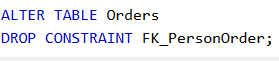 ALTER TABLE Orders
DROP CONSTRAINT FK_PersonOrder;